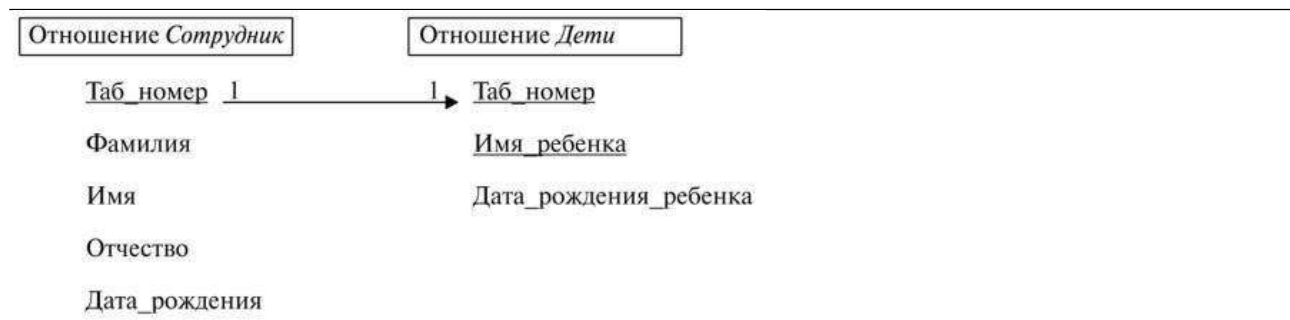 Отношение Сотрудник Отношение Дети
Таб_номер 1 1 Таб_номер
Фамилия Имя_ребенка
Имя Дата_рождения_ребенка
Отчество
Дата_рождения